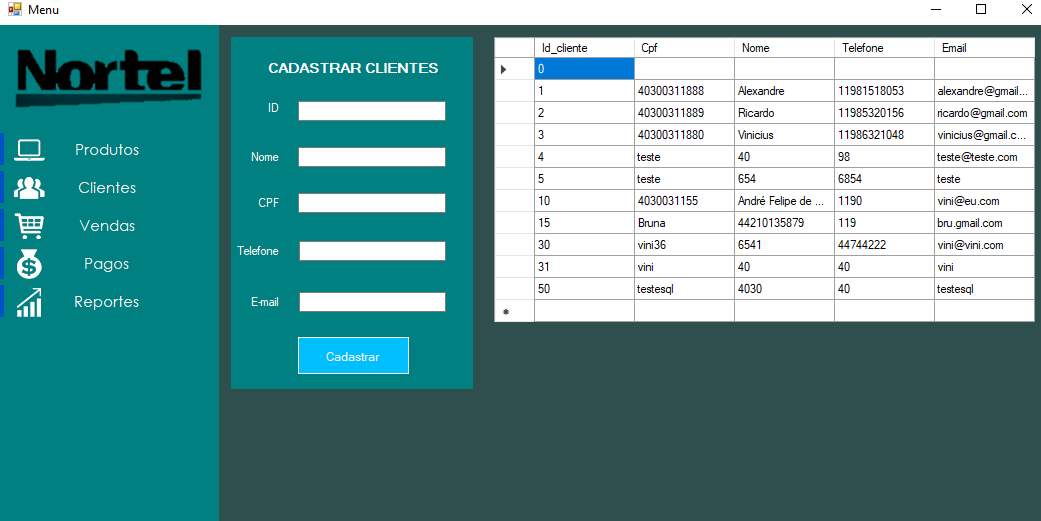 Menu
Nortel
Produtos
Clientes
Vendas
Pagos
Reportes
CADASTRAR CLIENTES
ID
Nome
CPF
Telefone
E-mail
Cadastrar
Id_cliente Cpf Nome Telefone Email
0
1 40300311888 Alexandre 11981518053 alexandre@gmail...
2 40300311889 Ricardo 11985320156 ricardo@gmail.com
3 40300311880 Vinicius 11986321048 vinicius@gmail.c...
4 teste 40 98 teste@teste.com
5 teste 654 6854 teste
10 4030031155 André Felipe de ... 1190 vini@eu.com
15 Bruna 44210135879 119 bru.gmail.com
30 vini36 6541 44744222 vini@vini.com
31 vini 40 40 vini
50 testesql 4030 40 testesql